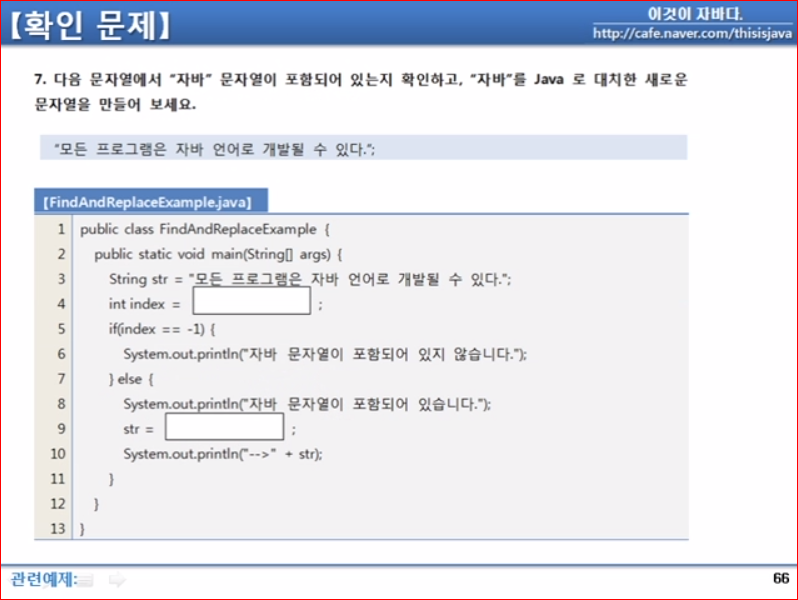 【확인 문제】
이것이 자바다.
http://cafe.naver.com/thisisjava
7. 다음 문자열에서 “자바” 문자열이 포함되어 있는지 확인하고, “자바”를 Java 로 대치한 새로운
문자열을 만들어 보세요.
“모든 프로그램은 자바 언어로 개발될 수 있다.”;
[FindAndReplaceExample.java]
1 public class FindAndReplaceExample {
2 public static void main(String[] args) {
3 String str = "모든 프로그램은 자바 언어로 개발될 수 있다.";
4 int index = ;
5 if(index == -1) {
6 System.out.println("자바 문자열이 포함되어 있지 않습니다.");
7 } else {
8 System.out.println("자바 문자열이 포함되어 있습니다.");
9 str = ;
10 System.out.println("-->" + str);
11 }
12 }
13 }
관련예제:
66